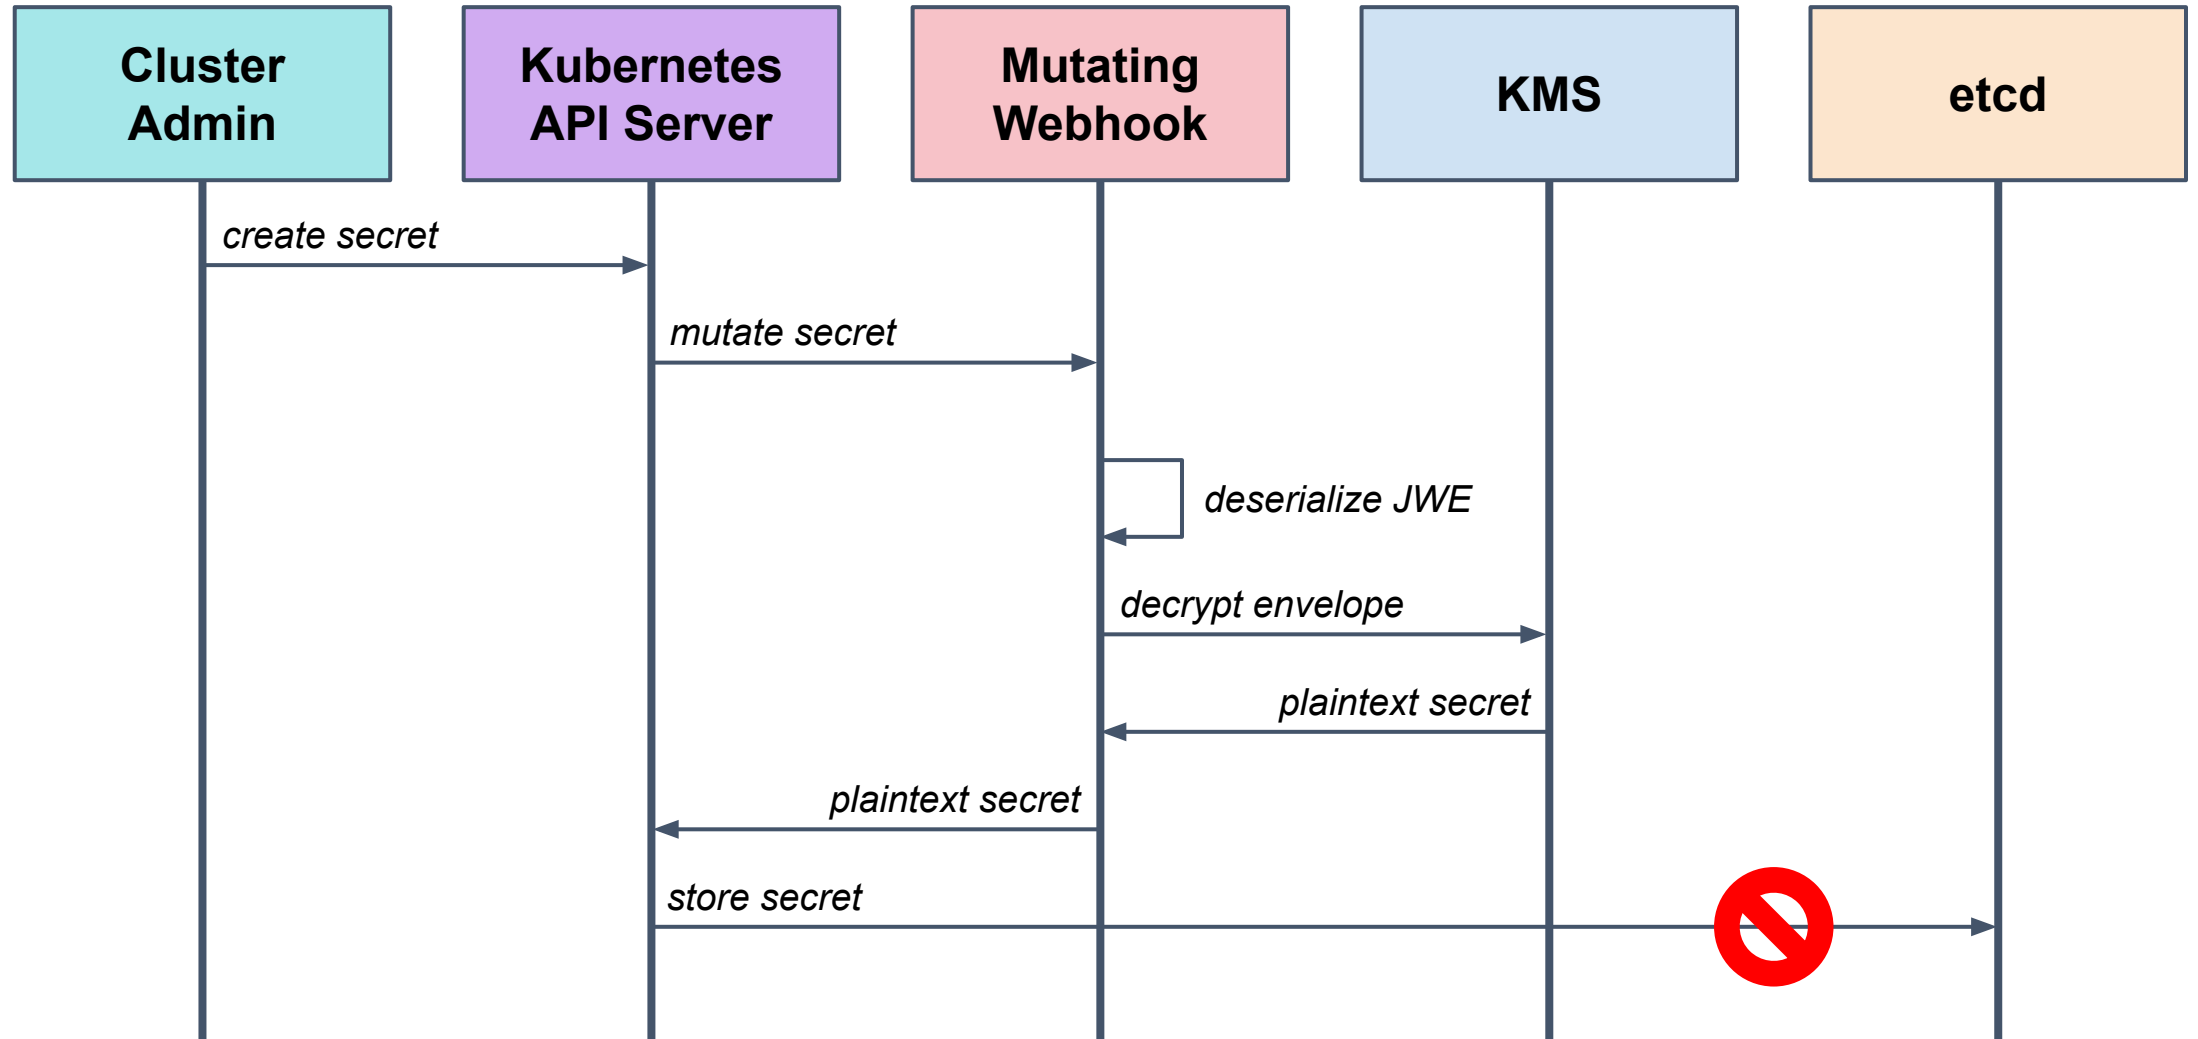 Cluster
Admin
Kubernetes
API Server
Mutating
Webhook
KMS
etcd
create secret
mutate secret
deserialize JWE
decrypt envelope
plaintext secret
plaintext secret
store secret